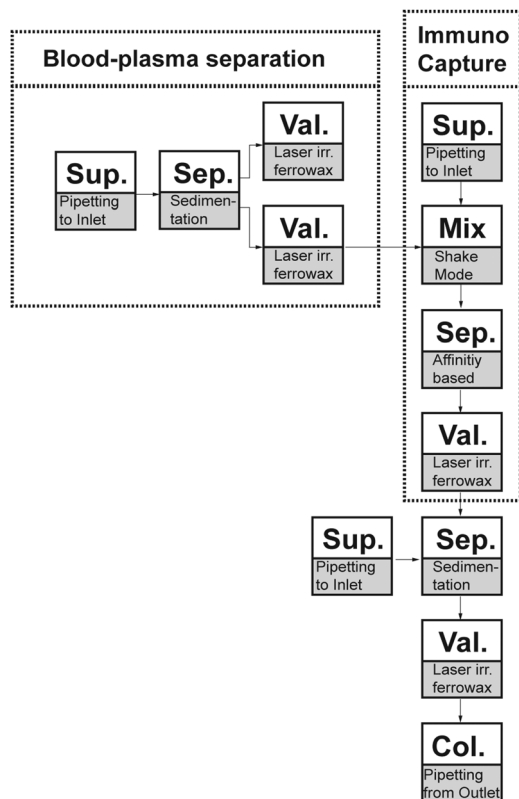 Blood-plasma separation
Sup.
Pipetting
to Inlet
Sep.
Sedimen-
tation
Val.
Laser irr.
ferrowax
Val.
Laser irr.
ferrowax
Immuno
Capture
Sup.
Pipetting
to Inlet
Mix
Shake
Mode
Sep.
Affinitiy
based
Val.
Laser irr.
ferrowax
Sup.
Pipetting
to Inlet
Sep.
Sedimen-
tation
Val.
Laser irr.
ferrowax
Col.
Pipetting
from Outlet